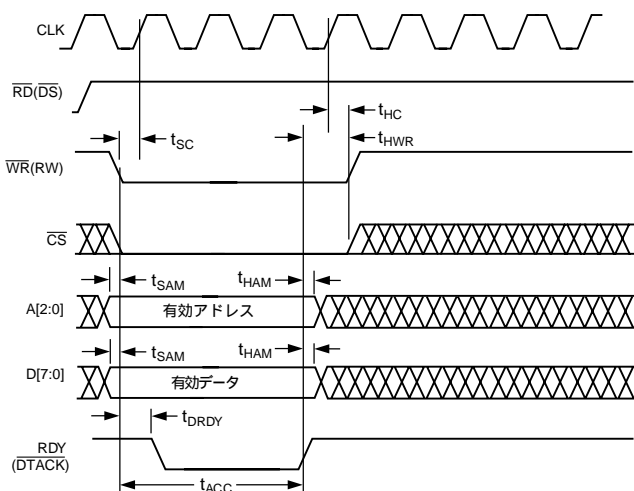 CLK
RD(DS)
tHC
tSC
tHWR
WR(RW)
CS
tSAM
tHAM
A[2:0]
有効アドレス
tSAM
tHAM
D[7:0]
有効データ
tDRDY
RDY
(DTACK)
tACC